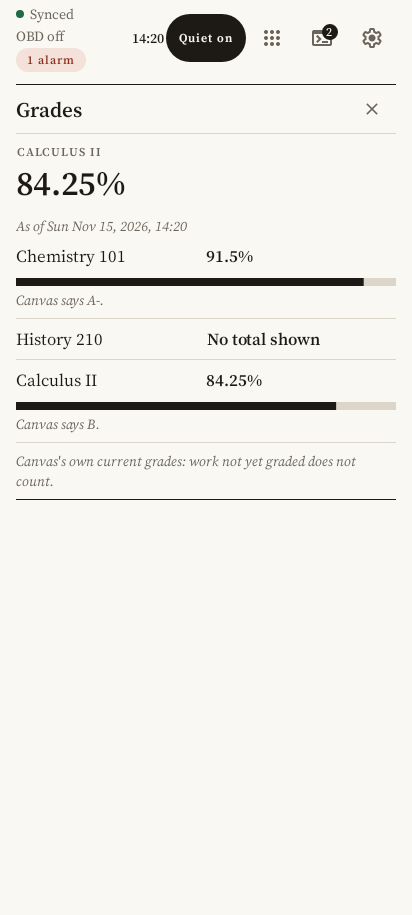 Synced
OBD off
1 alarm
14:20
Quiet on
2
Grades
CALCULUS II
84.25%
As of Sun Nov 15, 2026, 14:20
Chemistry 101 91.5%
Canvas says A-.
History 210 No total shown
Calculus II 84.25%
Canvas says B.
Canvas's own current grades: work not yet graded does not
count.